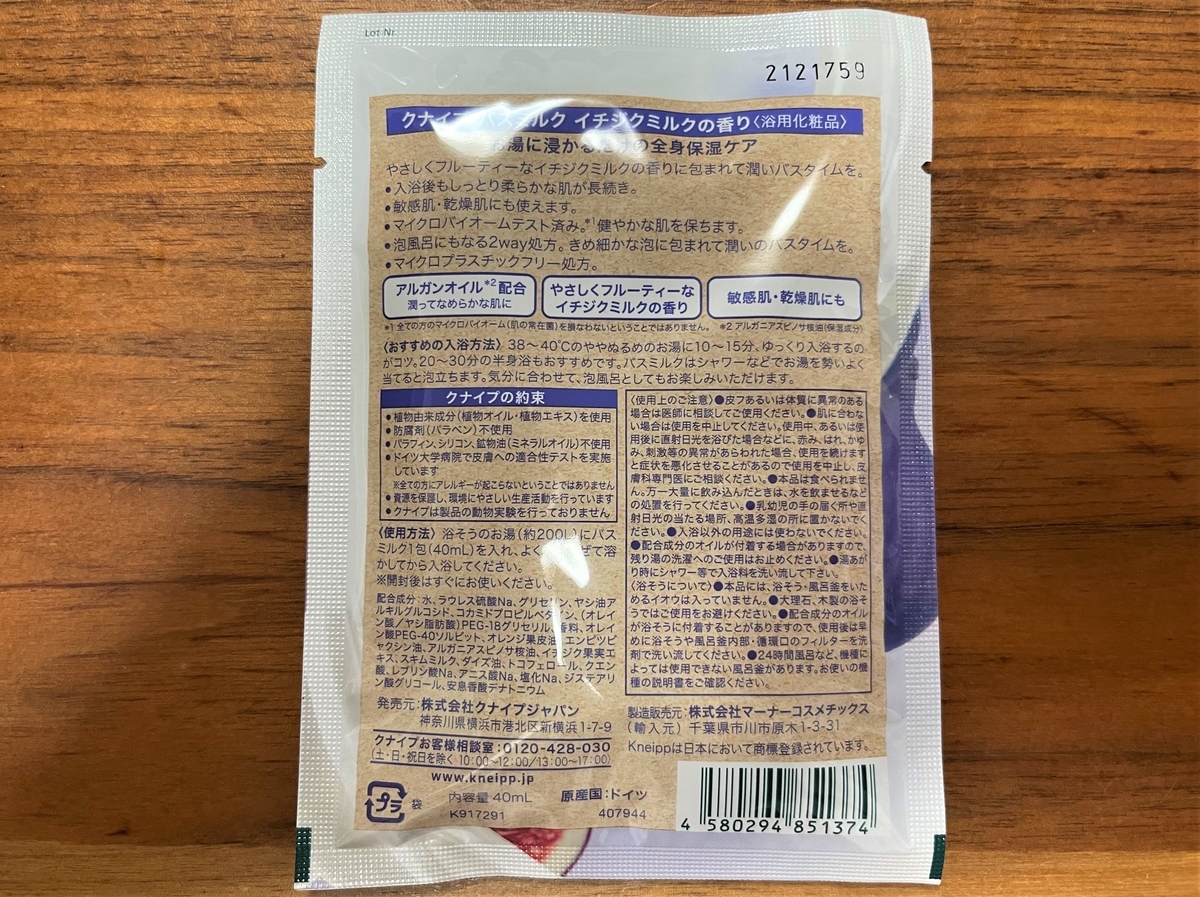 Lot Nr.
2121759
クナイプ バスミルク イチジクミルクの香り〈浴用化粧品〉
湯に浸かるだけの全身保湿ケア
やさしくフルーティーなイチジクミルクの香りに包まれて潤いバスタイムを。
●入浴後もしっとり柔らかな肌が長続き。
●敏感肌・乾燥肌にも使えます。
●マイクロバイオームテスト済み。*1健やかな肌を保ちます。
●泡風呂にもなる2way処方。きめ細かな泡に包まれて潤いのバスタイムを。
●マイクロプラスチックフリー処方。
アルガンオイル*2配合
潤ってなめらかな肌に
やさしくフルーティーな
イチジクミルクの香り
敏感肌・乾燥肌にも
*1 全ての方のマイクロバイオーム(肌の常在菌)を損なわないということではありません。 *2 アルガニアスピノサ核油(保湿成分)
〈おすすめの入浴方法〉38〜40℃のややぬるめのお湯に10〜15分、ゆっくり入浴するの
がコツ。20〜30分の半身浴もおすすめです。バスミルクはシャワーなどでお湯を勢いよく
当てると泡立ちます。気分に合わせて、泡風呂としてもお楽しみいただけます。
クナイプの約束
●植物由来成分(植物オイル・植物エキス)を使用
●防腐剤(パラベン)不使用
●パラフィン、シリコン、鉱物油(ミネラルオイル)不使用
●ドイツ大学病院で皮膚への適合性テストを実施
しています
※全ての方にアレルギーが起こらないということではありません
●資源を保護し、環境にやさしい生産活動を行っています
●クナイプは製品の動物実験を行っておりません
〈使用方法〉浴そうのお湯(約200L)にバス
ミルク1包(40mL)を入れ、よく ぜて溶
かしてから入浴してください。
※開封後はすぐにお使いください。
配合成分:水、ラウレス硫酸Na、グリセリン、ヤシ油ア
ルキルグルコシド、コカミドプロピルベタイン、(オレイ
ン酸/ヤシ脂肪酸)PEG-18グリセリル、香料、オレイ
ン酸PEG-40ソルビット、オレンジ果皮油、エンピツビ
ャクシン油、アルガニアスピノサ核油、イチジク果実エ
キス、スキムミルク、ダイズ油、トコフェロール、クエン
酸、レブリン酸Na、アニス酸Na、塩化Na、ジステアリ
ン酸グリコール、安息香酸デナトニウム
発売元:株式会社クナイプジャパン
神奈川県横浜市港北区新横浜1-7-9
クナイプお客様相談室:0120-428-030
(土・日・祝日を除く 10:00〜12:00/13:00〜17:00)
www.kneipp.jp
プラ 袋
内容量 40mL 原産国:ドイツ
K917291 407944
〈使用上のご注意〉●皮フあるいは体質に異常のある
場合は医師に相談してご使用ください。●肌に合わな
い場合は使用を中止してください。使用中、あるいは使
用後に直射日光を浴びた場合などに、赤み、はれ、かゆ
み、刺激等の異常があらわれた場合、使用を続けます
と症状を悪化させることがあるので使用を中止し、皮
膚科専門医にご相談ください。●本品は食べられませ
ん。万一大量に飲み込んだときは、水を飲ませるなど
の処置を行ってください。●乳幼児の手の届く所や直
射日光の当たる場所、高温多湿の所に置かないでく
ださい。●入浴以外の用途には使わないでください。
●配合成分のオイルが付着する場合がありますので、
残り湯の洗濯へのご使用はお止めください。●湯あが
り時にシャワー等で入浴料を洗い流して下さい。
〈浴そうについて〉●本品には、浴そう・風呂釜をいた
めるイオウは入っていません。●大理石、木製の浴そ
うではご使用をお避けください。●配合成分のオイル
が浴そうに付着することがありますので、使用後は早
めに浴そうや風呂釜内部・循環口のフィルターを洗
剤で洗い流してください。●24時間風呂など、機種に
よっては使用できない風呂釜があります。お使いの機
種の説明書をご確認ください。
製造販売元:株式会社マーナーコスメチックス
(輸入元) 千葉県市川市原木1-3-31
Kneippは日本において商標登録されています。
4 580294 851374